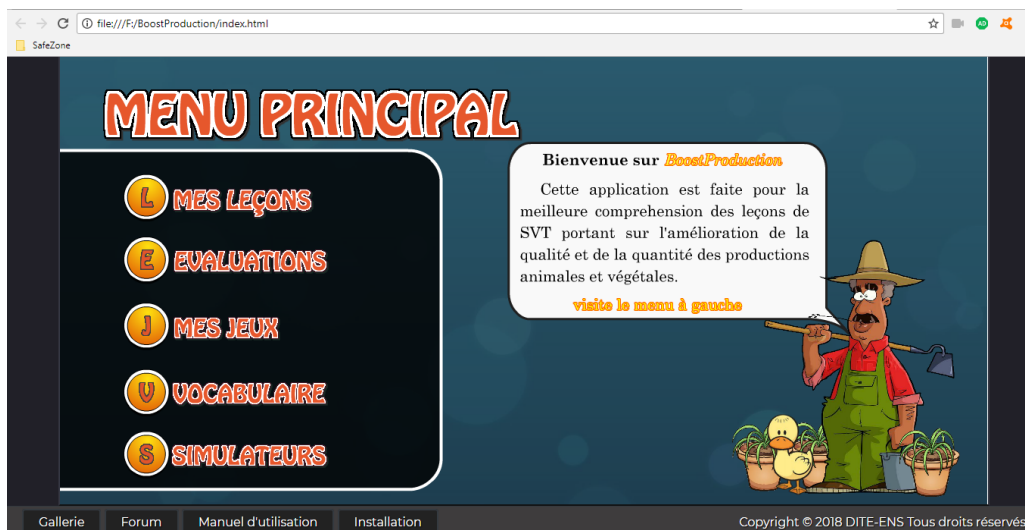 file:///F:/BoostProduction/index.html
SafeZone
MENU PRINCIPAL
L MES LEÇONS
E EVALUATIONS
J MES JEUX
V VOCABULAIRE
S SIMULATEURS
Bienvenue sur BoostProduction
Cette application est faite pour la
meilleure comprehension des leçons de
SVT portant sur l'amélioration de la
qualité et de la quantité des productions
animales et végétales.
visite le menu à gauche
Gallerie Forum Manuel d'utilisation Installation
Copyright © 2018 DITE-ENS Tous droits réservés